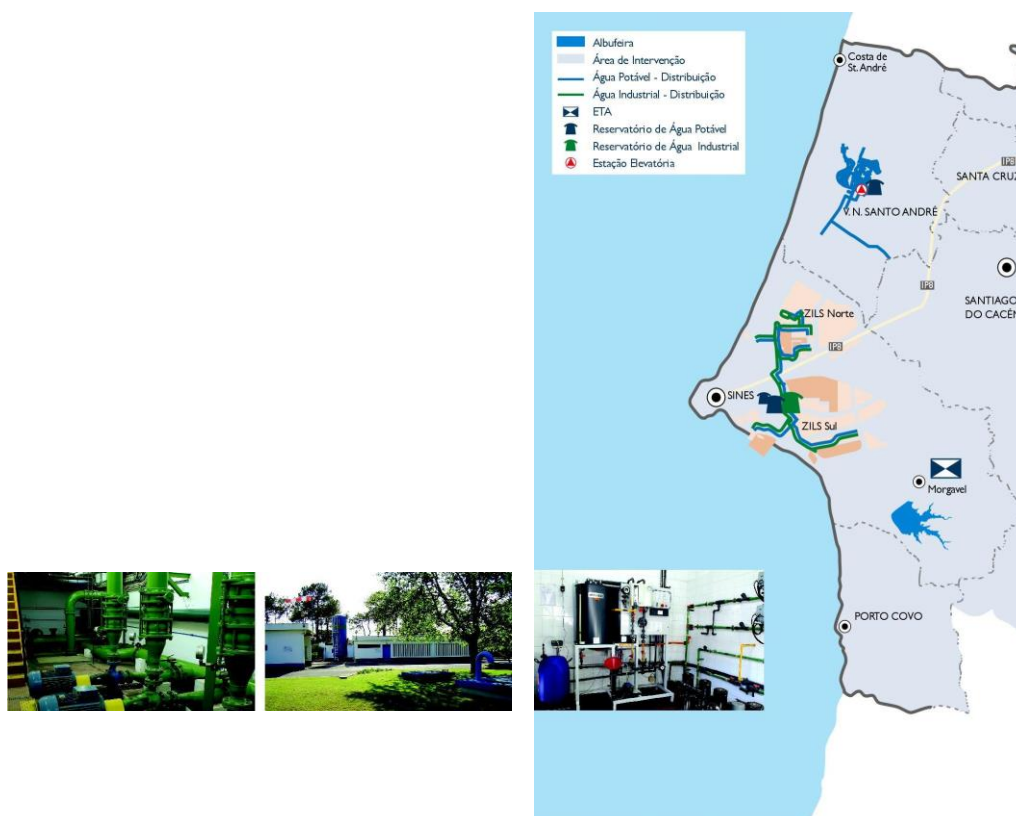 Albufeira
Área de Intervenção
Água Potável - Distribuição
Água Industrial - Distribuição
ETA
Reservatório de Água Potável
Reservatório de Água Industrial
Estação Elevatória
Costa de
St. André
IP8
SANTA CRUZ
V. N. SANTO ANDRÉ
IP8
SANTIAGO
DO CACÉM
ZILS Norte
IP8
SINES
ZILS Sul
Morgavel
PORTO COVO